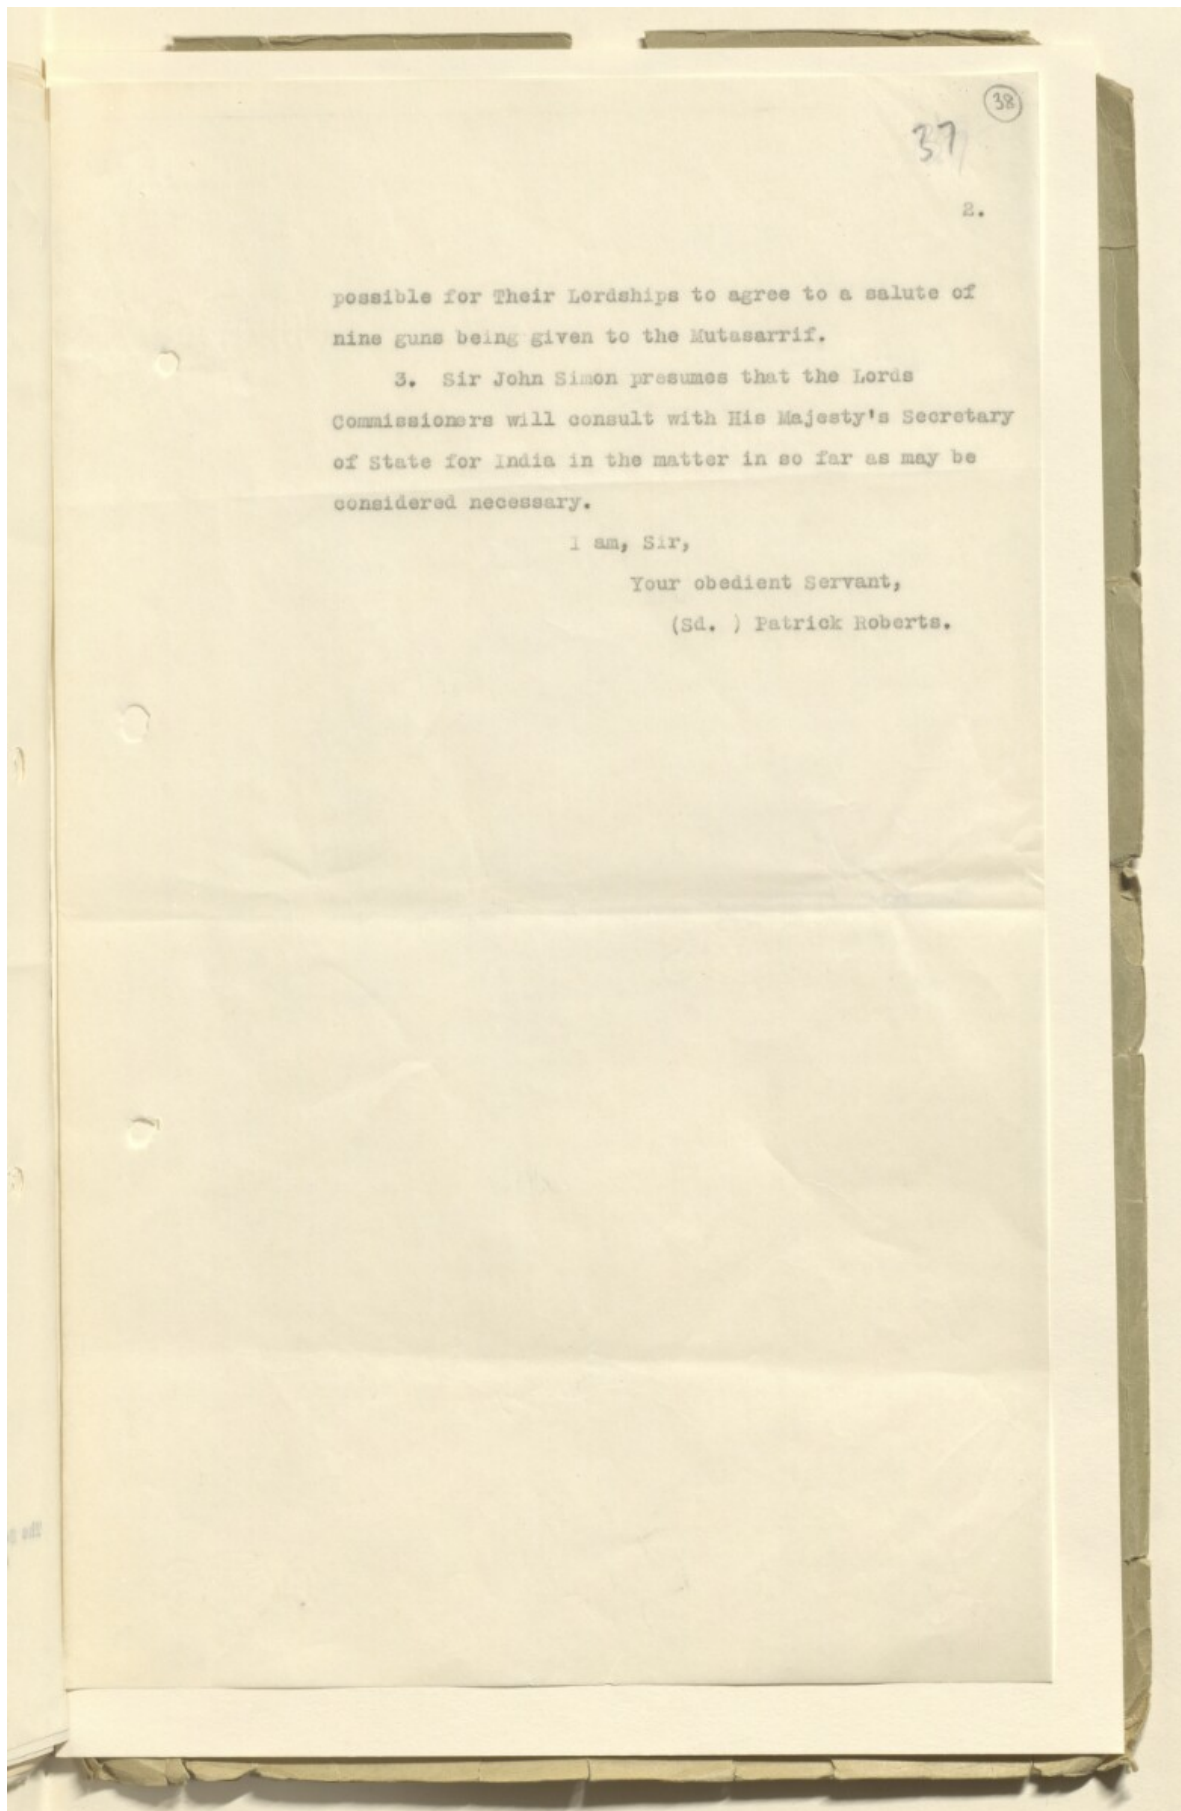 38
37
2.
possible for Their Lordships to agree to a salute of
nine guns being given to the Mutasarrif.
3. Sir John Simon presumes that the Lords
Commissioners will consult with His Majesty's Secretary
of State for India in the matter in so far as may be
considered necessary.
I am, Sir,
Your obedient Servant,
(Sd. ) Patrick Roberts.